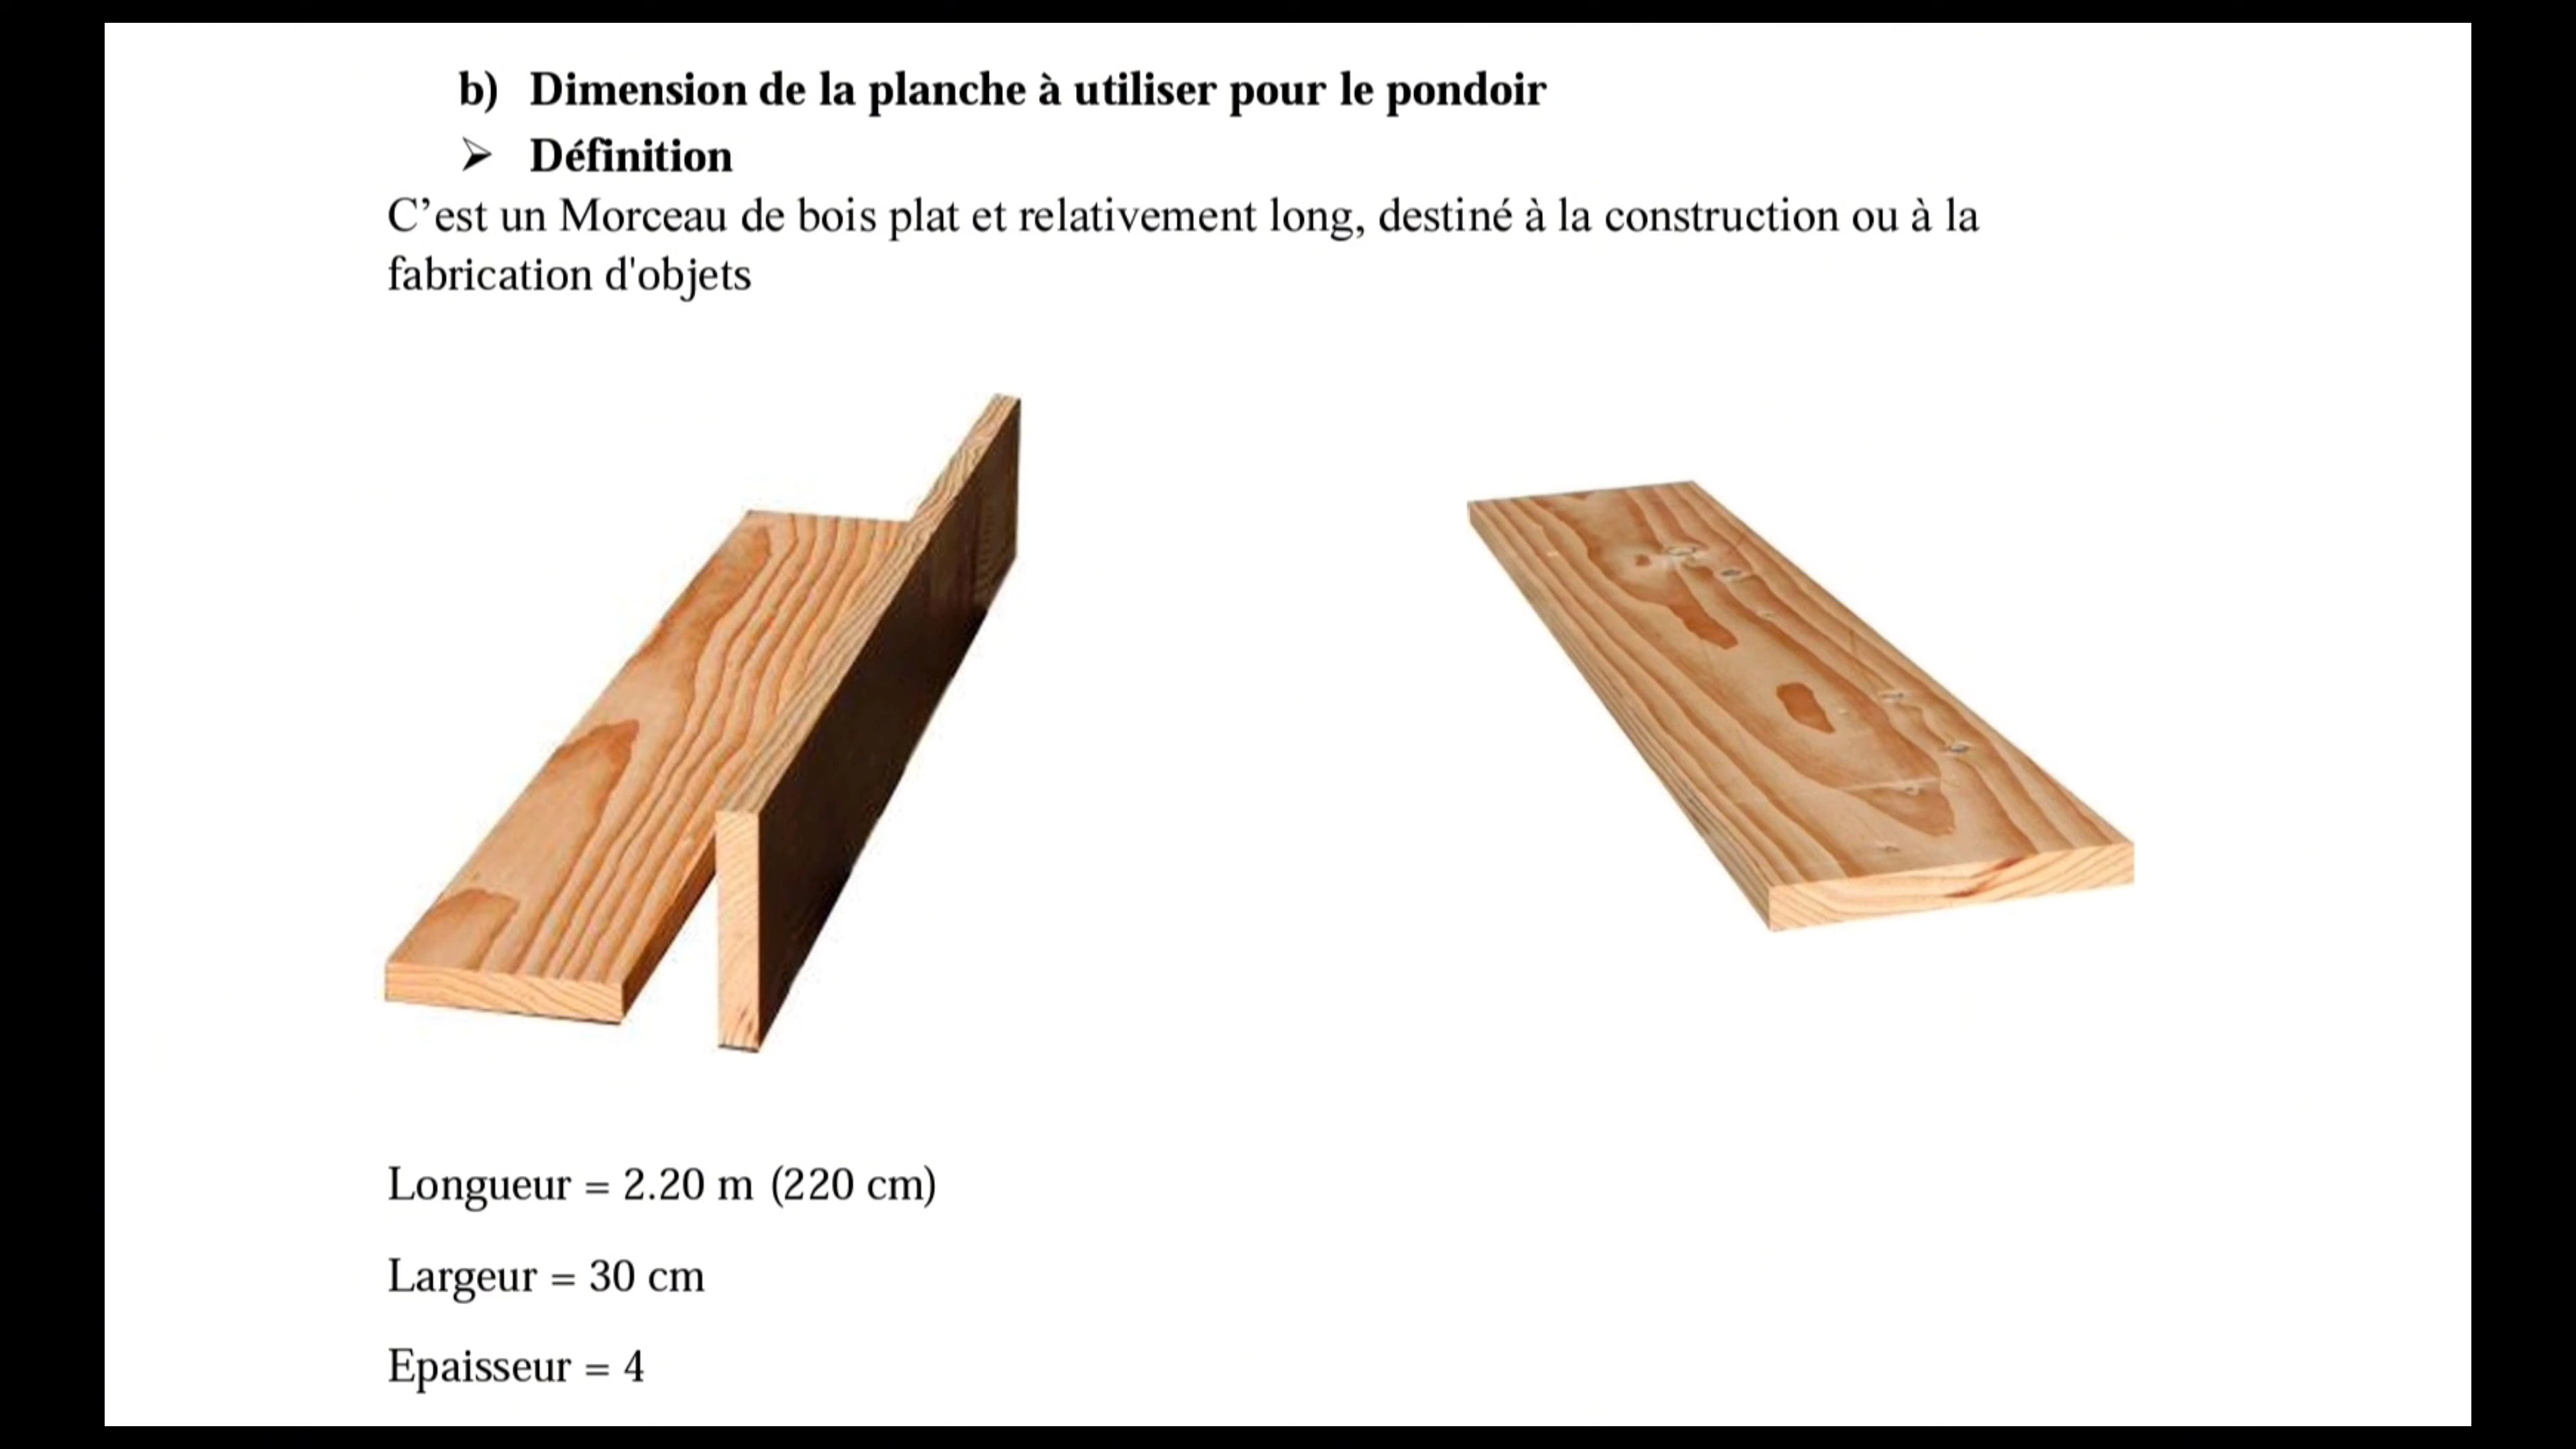 b) Dimension de la planche à utiliser pour le pondoir
➢ Définition
C’est un Morceau de bois plat et relativement long, destiné à la construction ou à la
fabrication d'objets
Longueur = 2.20 m (220 cm)
Largeur = 30 cm
Epaisseur = 4